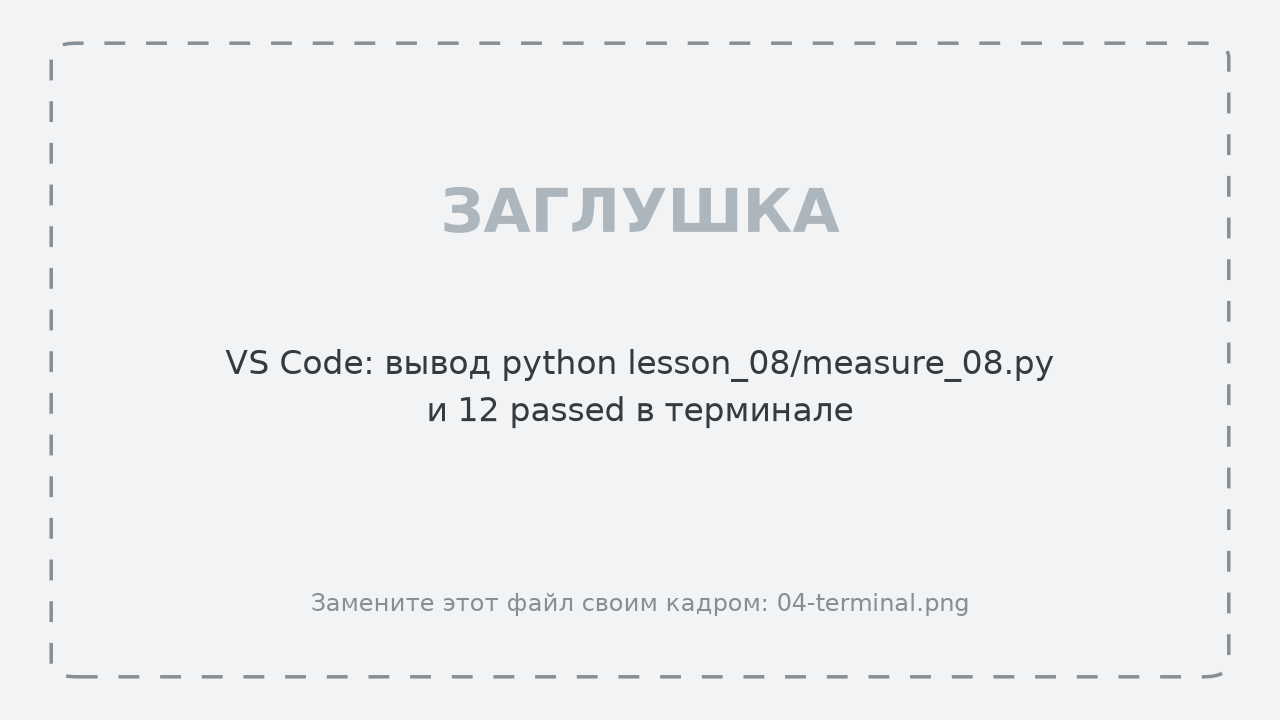 ЗАГЛУШКА
VS Code: вывод python lesson_08/measure_08.py
и 12 passed в терминале
Замените этот файл своим кадром: 04-terminal.png